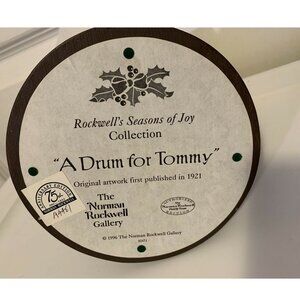 Rockwell's Seasons of Joy
Collection
"A Drum for Tommy"
Original artwork first published in 1921
The
Norman
Rockwell
Gallery
75th
© 1996 The Norman Rockwell Gallery